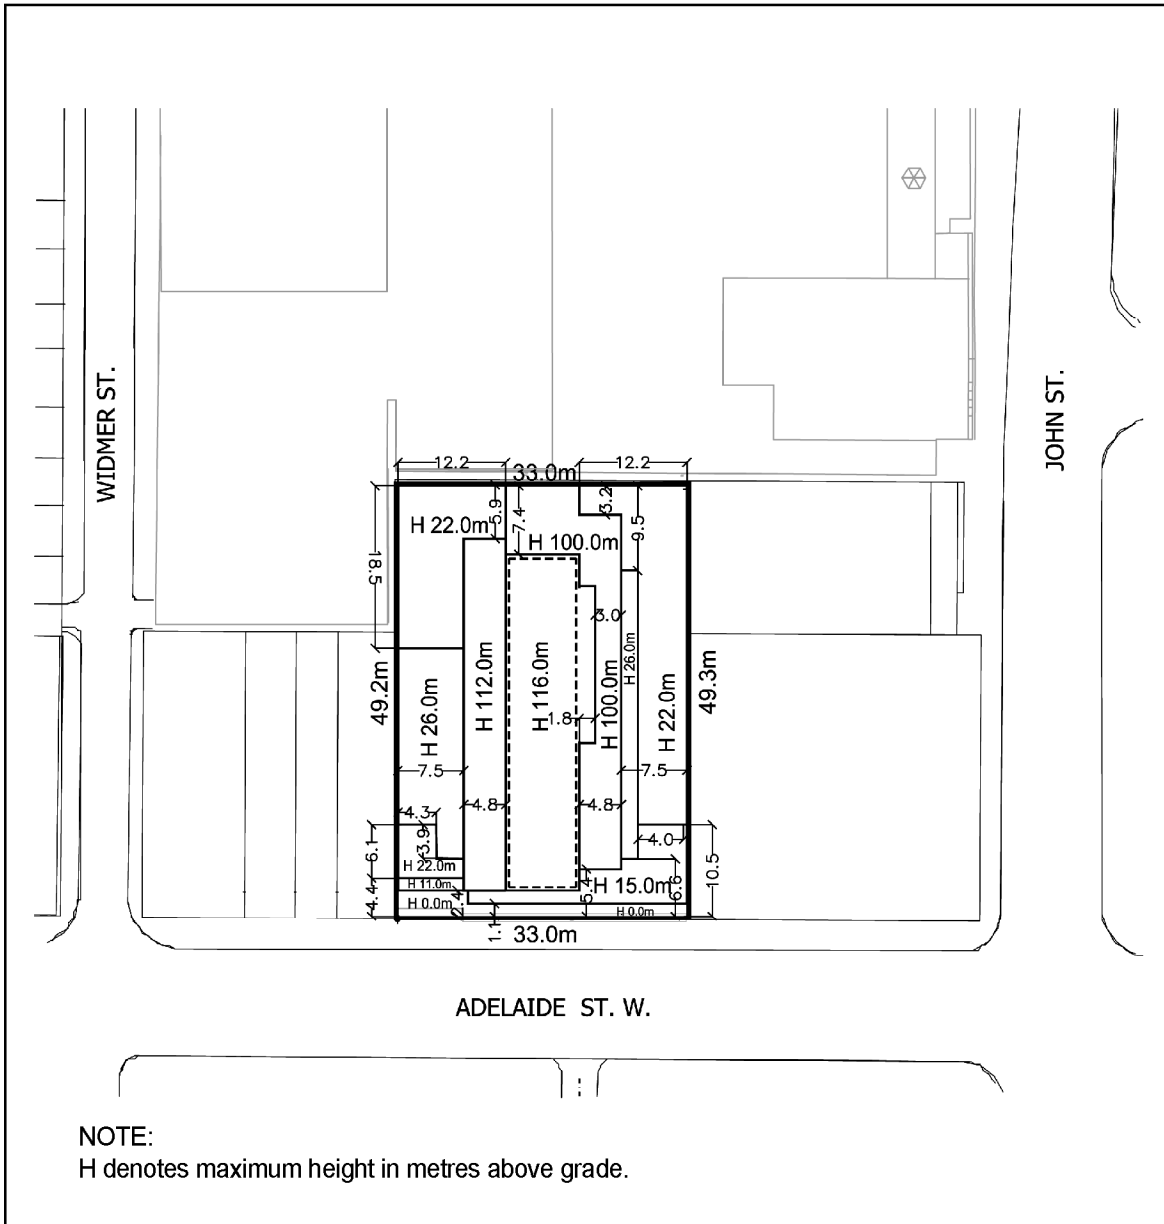 12.2
33.0m
12.2
H 22.0m
5.9
7.4
3.2
9.5
H 100.0m
18.5
WIDMER ST.
JOHN ST.
3.0
H 26.0m
49.2m
H 26.0m
H 112.0m
H 116.0m
1.8
H 100.0m
H 22.0m
49.3m
7.5
7.5
4.3
4.8
4.8
3.9
6.1
4.0
10.5
H 22.0m
H 11.0m
4.4
H 0.0m
2.4
5.4
H 15.0m
6.6
H 0.0m
1.1
33.0m
ADELAIDE ST. W.
NOTE:
H denotes maximum height in metres above grade.